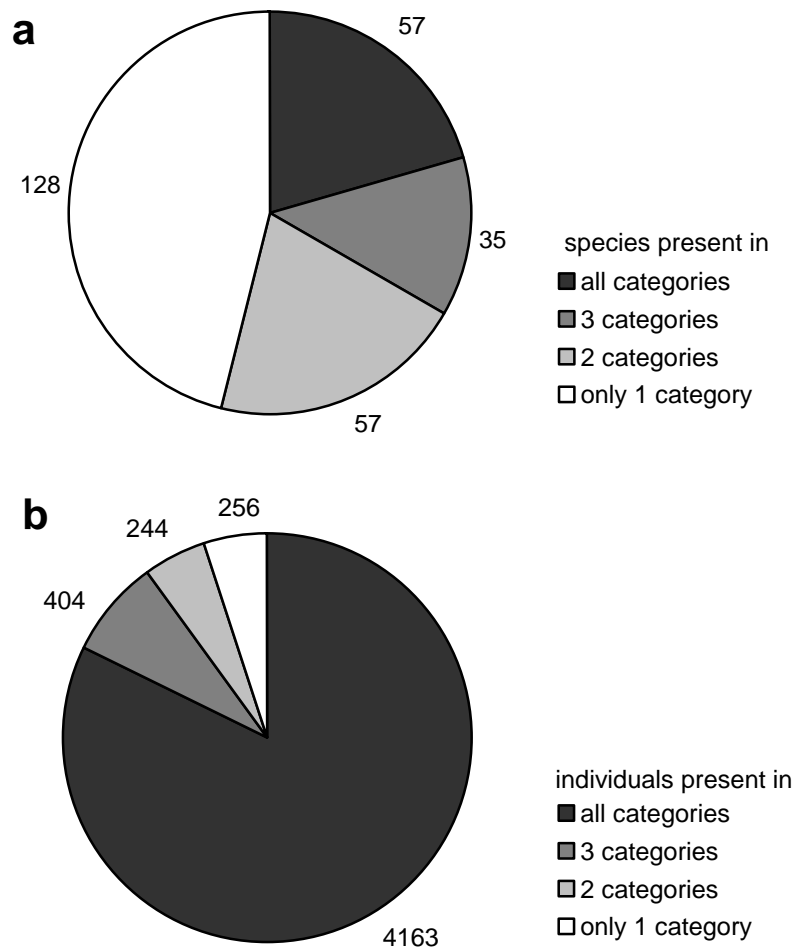 a
57
128
35
57
species present in
all categories
3 categories
2 categories
only 1 category
b
256
244
404
4163
individuals present in
all categories
3 categories
2 categories
only 1 category